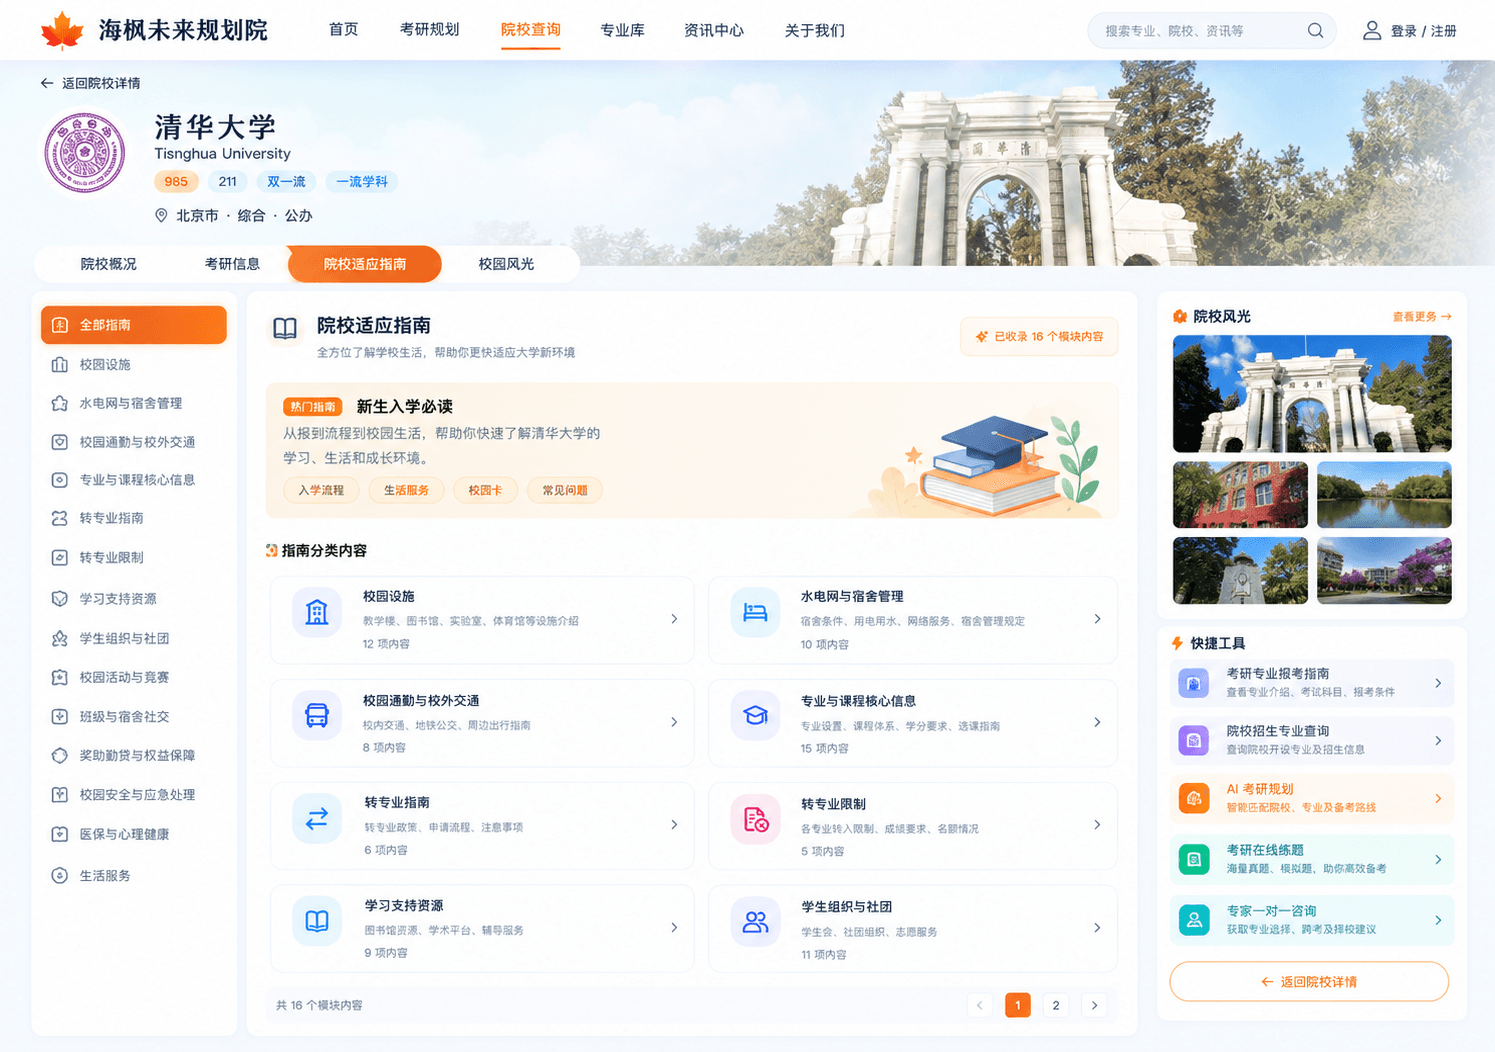 海枫未来规划院
首页
考研规划
院校查询
专业库
资讯中心
关于我们
搜索专业、院校、资讯等
登录 / 注册
返回院校详情
清华大学
Tisnghua University
985
211
双一流
一流学科
北京市 · 综合 · 公办
院校概况
考研信息
院校适应指南
校园风光
全部指南
校园设施
水电网与宿舍管理
校园通勤与校外交通
专业与课程核心信息
转专业指南
转专业限制
学习支持资源
学生组织与社团
校园活动与竞赛
班级与宿舍社交
奖助勤贷与权益保障
校园安全与应急处理
医保与心理健康
生活服务
院校适应指南
全方位了解学校生活，帮助你更快适应大学新环境
已收录 16 个模块内容
热门指南
新生入学必读
从报到流程到校园生活，帮助你快速了解清华大学的
学习、生活和成长环境。
入学流程
生活服务
校园卡
常见问题
指南分类内容
校园设施
教学楼、图书馆、实验室、体育馆等设施介绍
12 项内容
水电网与宿舍管理
宿舍条件、用电用水、网络服务、宿舍管理规定
10 项内容
校园通勤与校外交通
校内交通、地铁公交、周边出行指南
8 项内容
专业与课程核心信息
专业设置、课程体系、学分要求、选课指南
15 项内容
转专业指南
转专业政策、申请流程、注意事项
6 项内容
转专业限制
各专业转入限制、成绩要求、名额情况
5 项内容
学习支持资源
图书馆资源、学术平台、辅导服务
9 项内容
学生组织与社团
学生会、社团组织、志愿服务
11 项内容
共 16 个模块内容
1
2
院校风光
查看更多
快捷工具
考研专业报考指南
查看专业介绍、考试科目、报考条件
院校招生专业查询
查询院校开设专业及招生信息
AI 考研规划
智能匹配院校、专业及备考路线
考研在线练题
海量真题、模拟题，助你高效备考
专家一对一咨询
获取专业选择、跨考及择校建议
返回院校详情